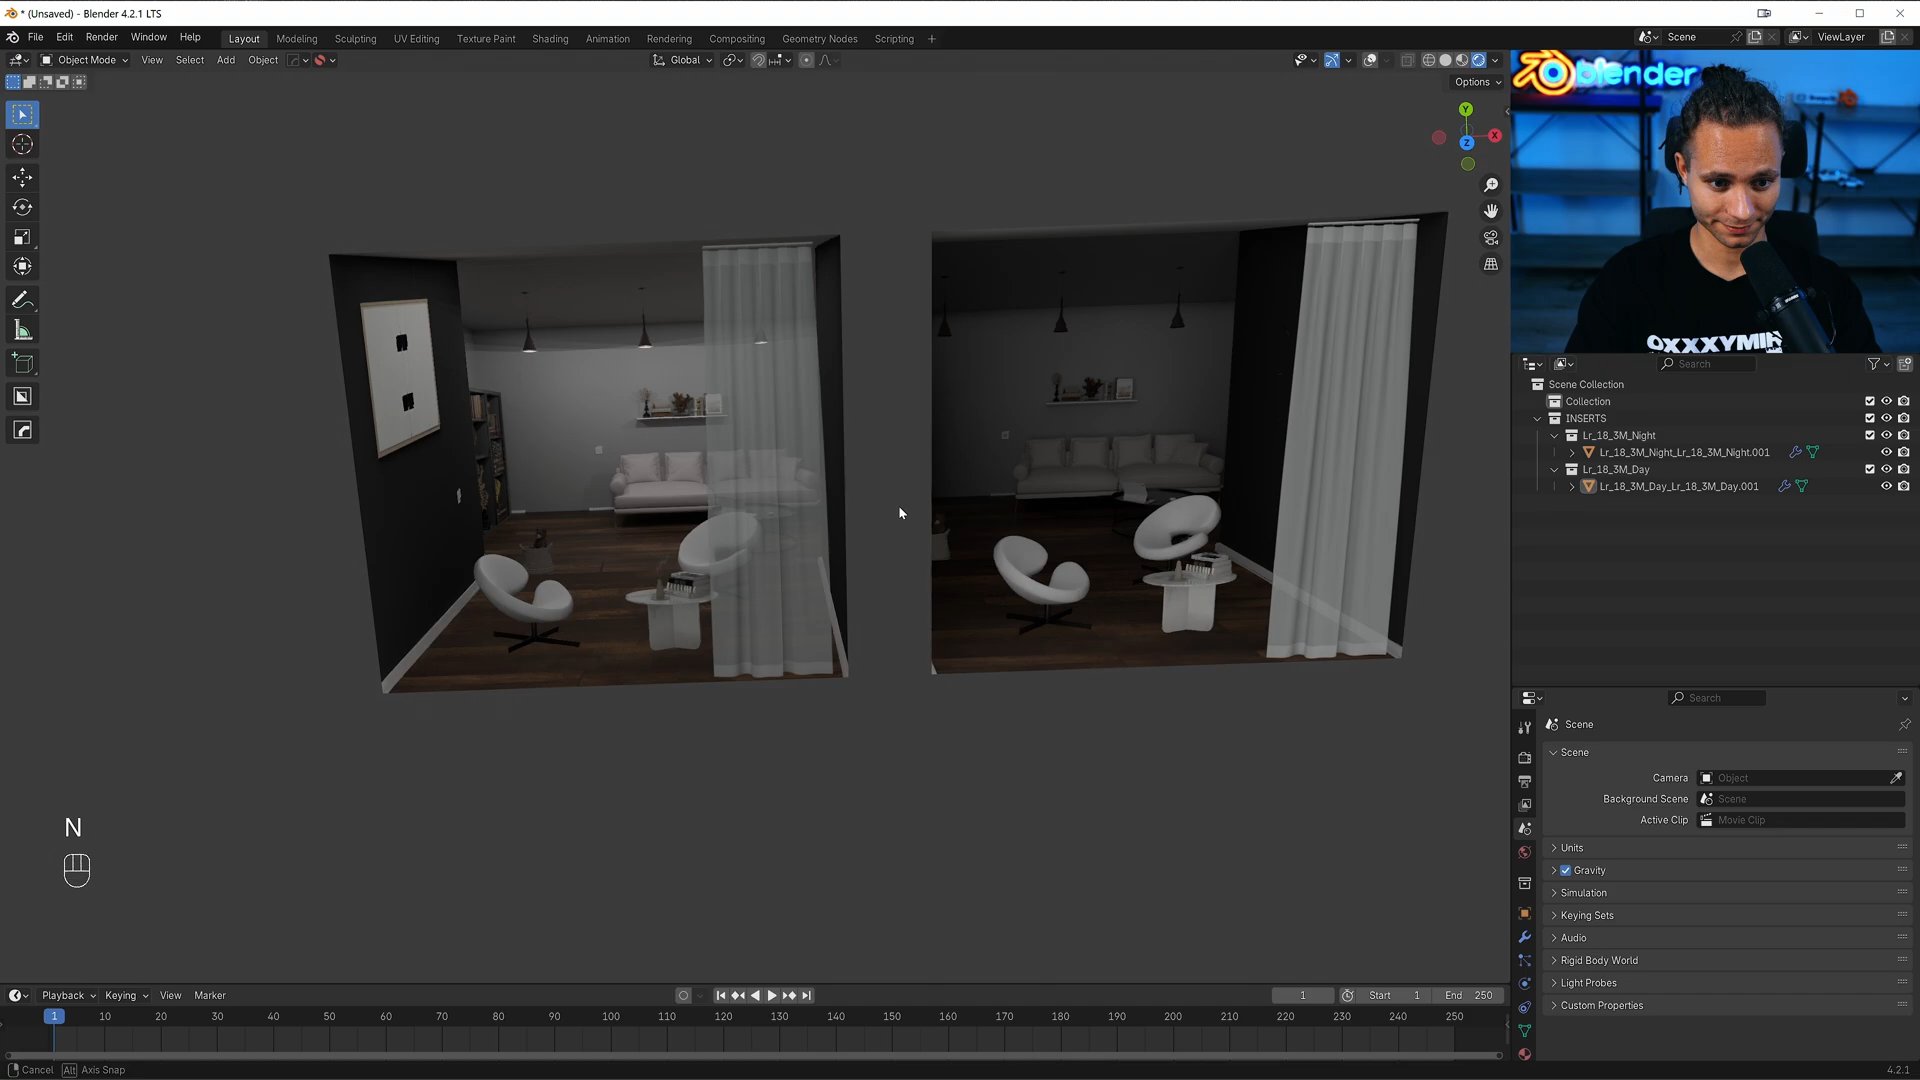 * (Unsaved) - Blender 4.2.1 LTS
File Edit Render Window Help Layout Modeling Sculpting UV Editing Texture Paint Shading Animation Rendering Compositing Geometry Nodes Scripting + Scene ViewLayer
Object Mode View Select Add Object Global
Options
Y
X
Z
blender
Search
Scene Collection
Collection
INSERTS
Lr_18_3M_Night
Lr_18_3M_Night_Lr_18_3M_Night.001
Lr_18_3M_Day
Lr_18_3M_Day_Lr_18_3M_Day.001
Search
Scene
Scene
Camera Object
Background Scene Scene
Active Clip Movie Clip
Units
Gravity
Simulation
Keying Sets
Audio
Rigid Body World
Light Probes
Custom Properties
N
Playback Keying View Marker 1 Start 1 End 250
1 10 20 30 40 50 60 70 80 90 100 110 120 130 140 150 160 170 180 190 200 210 220 230 240 250
Cancel Alt Axis Snap 4.2.1